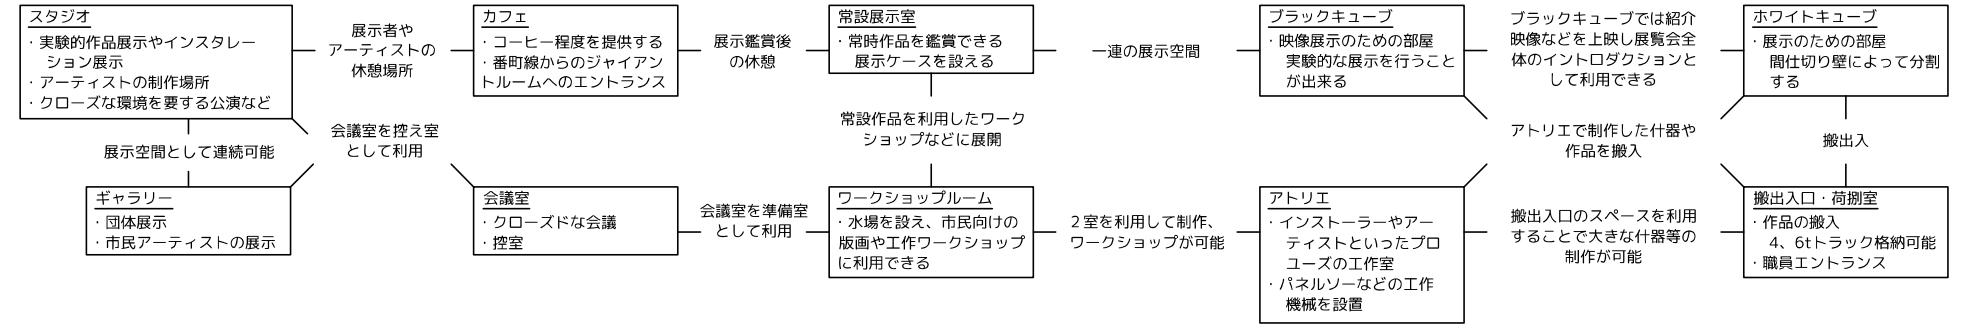 スタジオ
・実験的作品展示やインスタレー
ション展示
・アーティストの制作場所
・クローズな環境を要する公演など
展示者や
アーティストの
休憩場所
カフェ
・コーヒー程度を提供する
・番町線からのジャイアン
トルームへのエントランス
展示鑑賞後
の休憩
常設展示室
・常時作品を鑑賞できる
展示ケースを設える
一連の展示空間
ブラックキューブ
・映像展示のための部屋
実験的な展示を行うこと
が出来る
ブラックキューブでは紹介
映像などを上映し展覧会全
体のイントロダクションと
して利用できる
ホワイトキューブ
・展示のための部屋
間仕切り壁によって分割
する
展示空間として連続可能
会議室を控え室
として利用
常設作品を利用したワーク
ショップなどに展開
アトリエで制作した什器や
作品を搬入
搬出入
ギャラリー
・団体展示
・市民アーティストの展示
会議室
・クローズドな会議
・控室
会議室を準備室
として利用
ワークショップルーム
・水場を設え、市民向けの
版画や工作ワークショップ
に利用できる
２室を利用して制作、
ワークショップが可能
アトリエ
・インストーラーやアー
ティストといったプロ
ユーズの工作室
・パネルソーなどの工作
機械を設置
搬出入口のスペースを利用
することで大きな什器等の
制作が可能
搬出入口・荷捌室
・作品の搬入
4、6tトラック格納可能
・職員エントランス